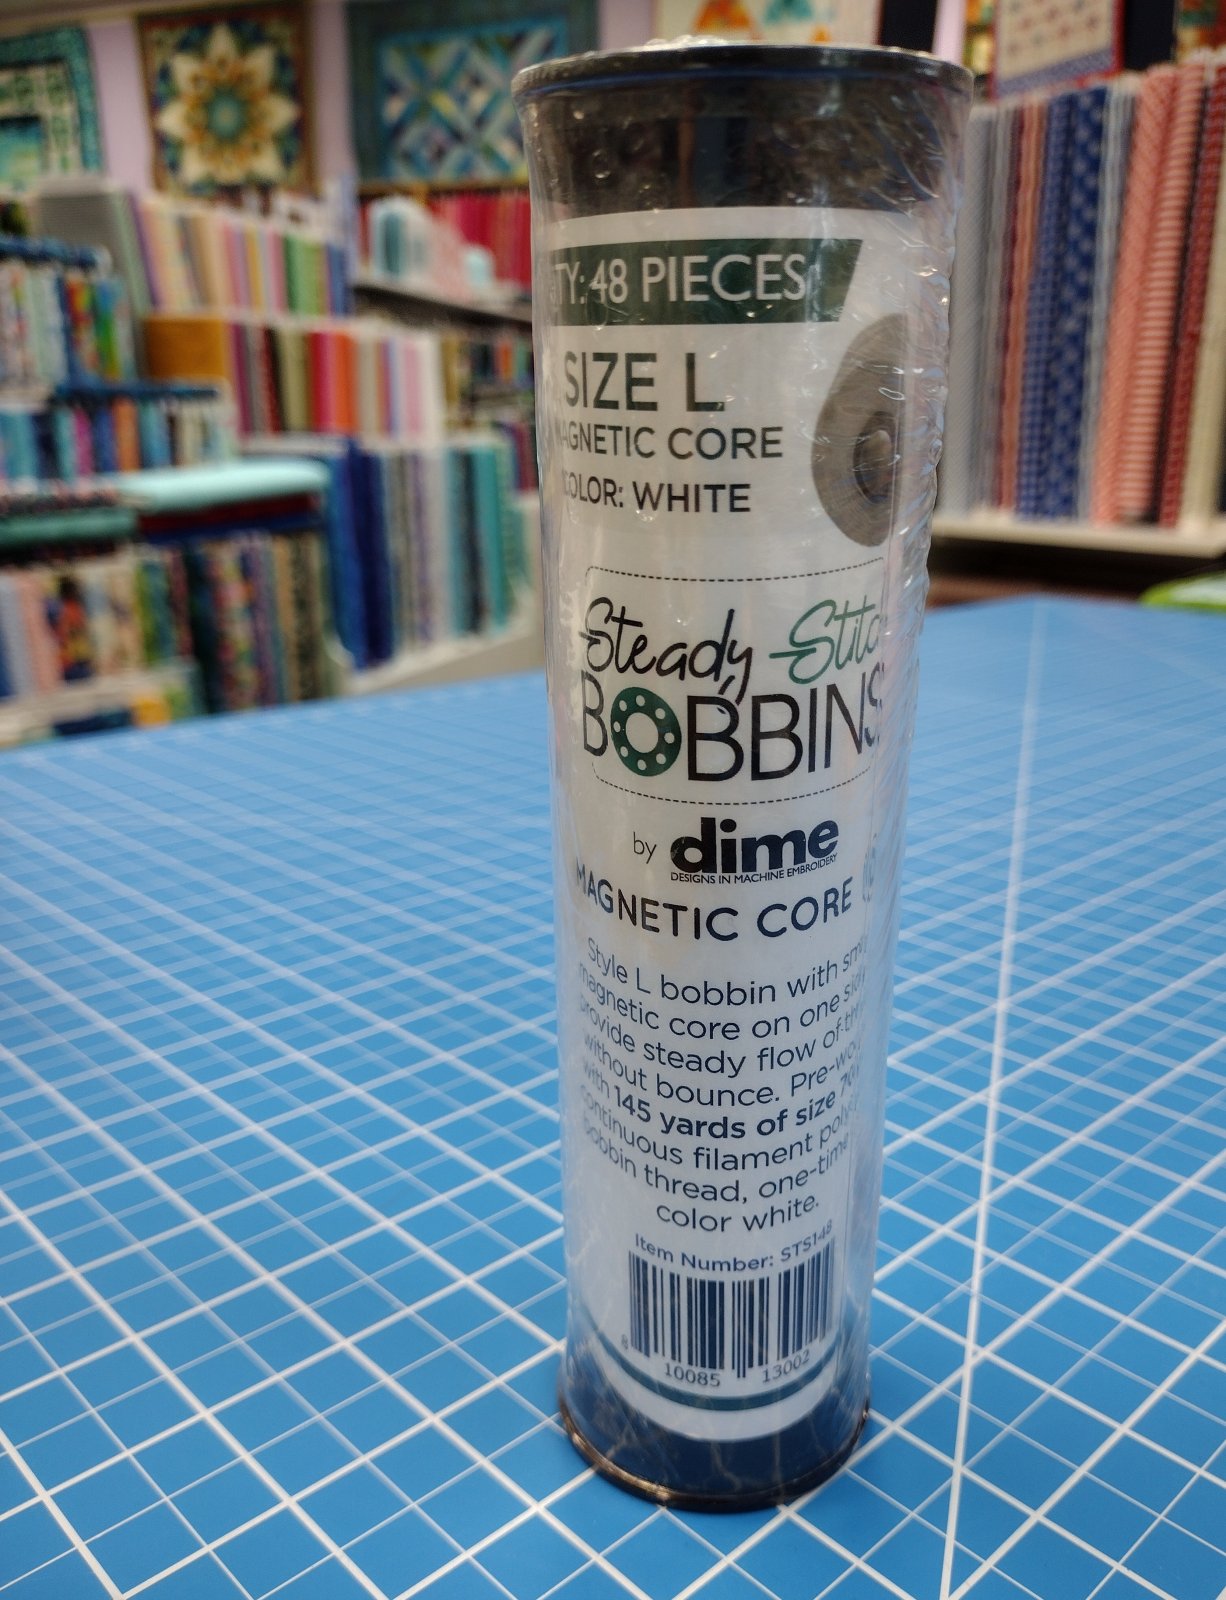 TY: 48 PIECES
SIZE L
MAGNETIC CORE
COLOR: WHITE
Steady Stitc
BOBBINS
by dime
DESIGNS IN MACHINE EMBROIDERY
MAGNETIC CORE
Style L bobbin with
magnetic core on one
provide steady flow of
without bounce.
with 145 yards of size
continuous filament
bobbin thread, one-time
color white.
Item Number: STS148
8 10085 13002